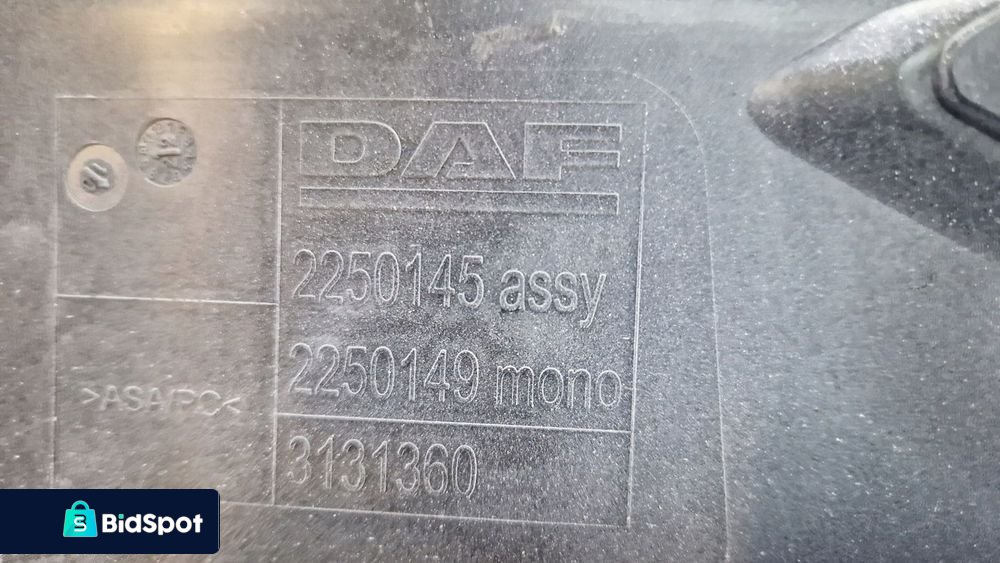 DAF
2250145 assy
2250149 mono
>ASA/PC<
3131360
BidSpot